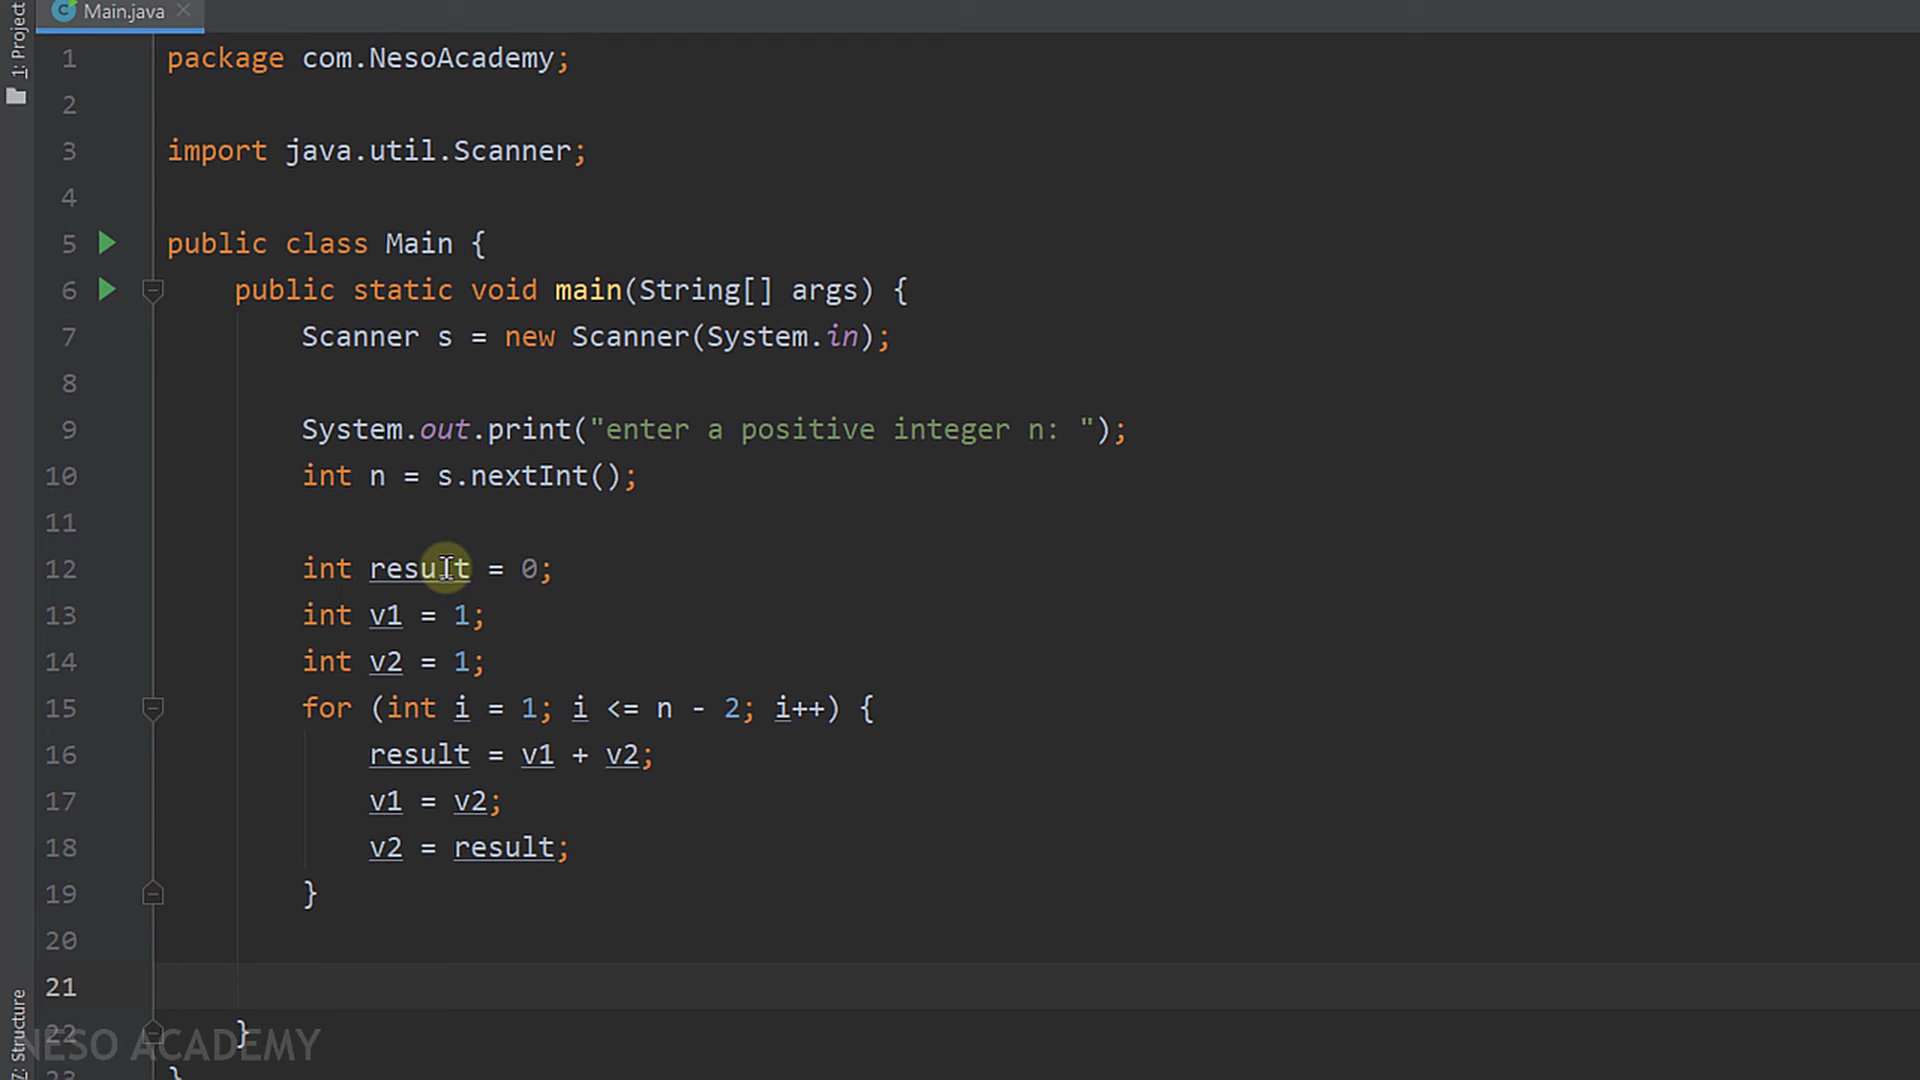 Main.java
1: Project
1 package com.NesoAcademy;
2
3 import java.util.Scanner;
4
5 public class Main {
6 public static void main(String[] args) {
7 Scanner s = new Scanner(System.in);
8
9 System.out.print("enter a positive integer n: ");
10 int n = s.nextInt();
11
12 int result = 0;
13 int v1 = 1;
14 int v2 = 1;
15 for (int i = 1; i <= n - 2; i++) {
16 result = v1 + v2;
17 v1 = v2;
18 v2 = result;
19 }
20
21
22 }
23 }
Z: Structure
NESO ACADEMY